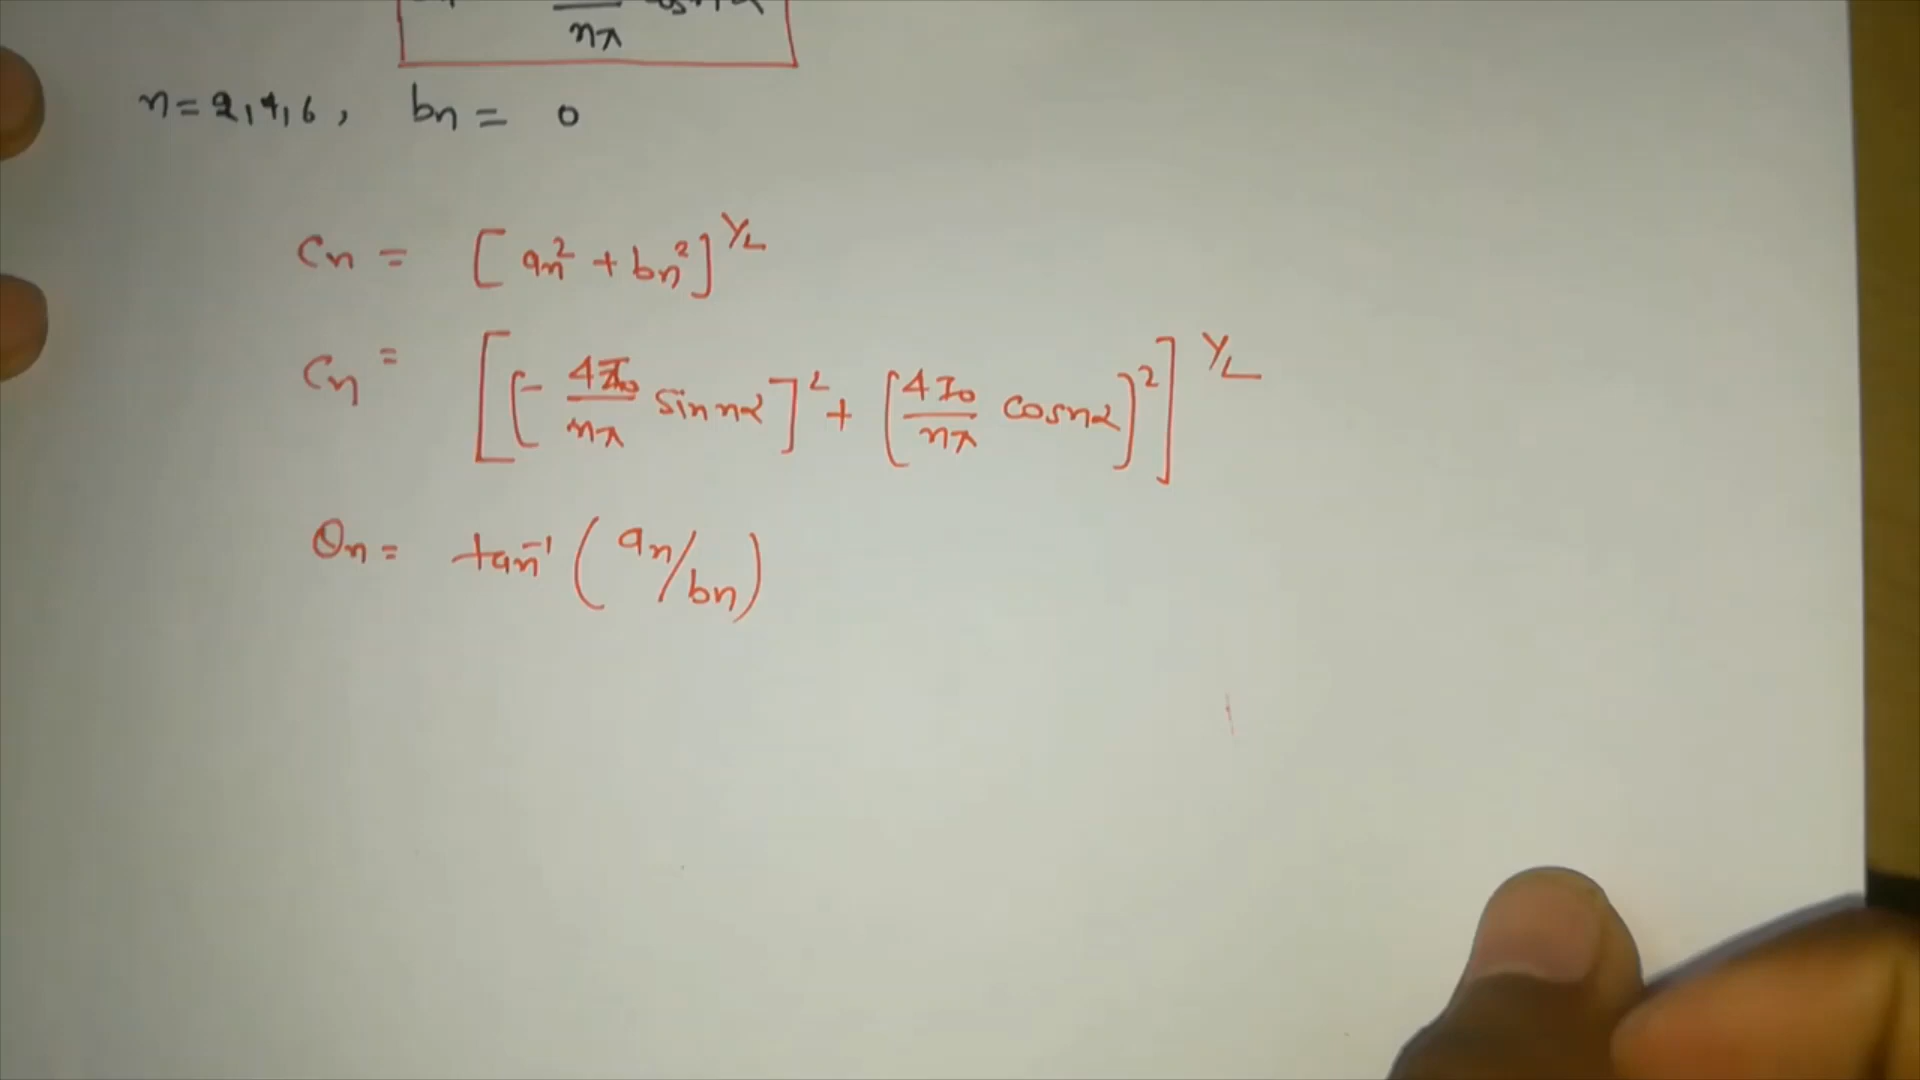 nπ
n=2,4,6, bn = 0
Cn = [an² + bn²]^1/2
Cn = [[-4I₀/nπ sin nα]² + [4I₀/nπ cos nα]²]^1/2
θn = tan⁻¹ (an/bn)